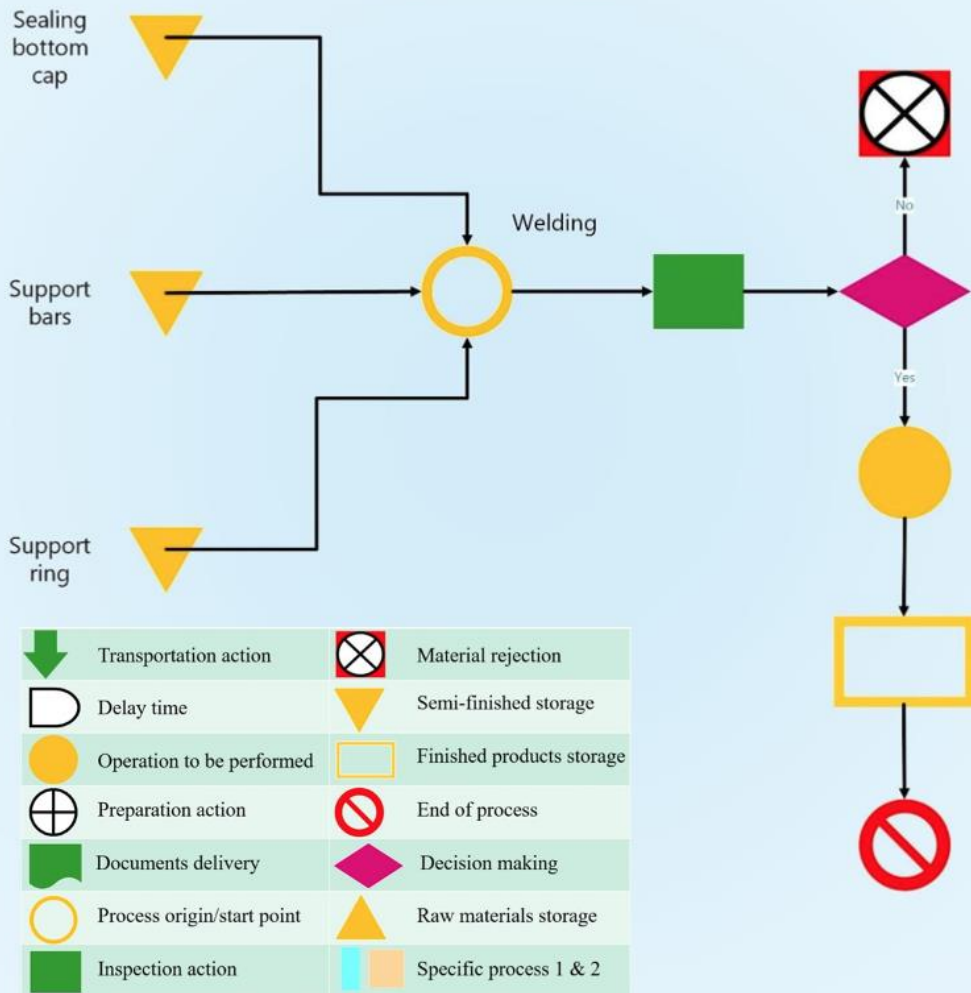 Sealing
bottom
cap
Welding
No
Support
bars
Yes
Support
ring
Transportation action
Material rejection
Delay time
Semi-finished storage
Operation to be performed
Finished products storage
Preparation action
End of process
Documents delivery
Decision making
Process origin/start point
Raw materials storage
Inspection action
Specific process 1 & 2